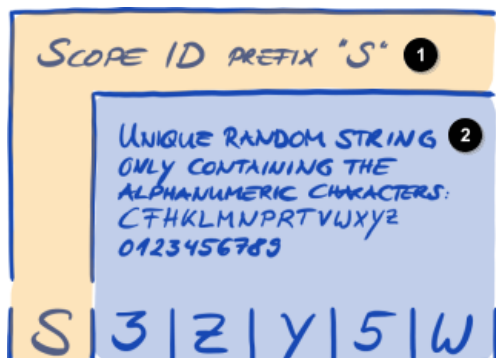 SCOPE ID PREFIX "S" 1
UNIQUE RANDOM STRING 2
ONLY CONTAINING THE
ALPHANUMERIC CHARACTERS:
CFHKLMNPRTVWXYZ
0123456789
S|3|Z|Y|5|W|